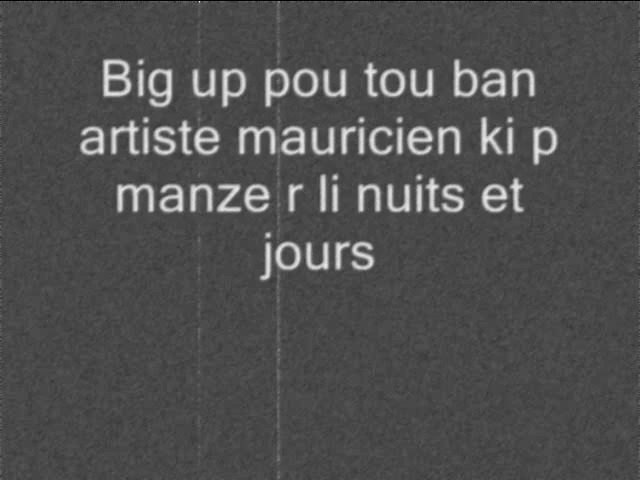 Big up pou tou ban
artiste mauricien ki p
manze r li nuits et
jours